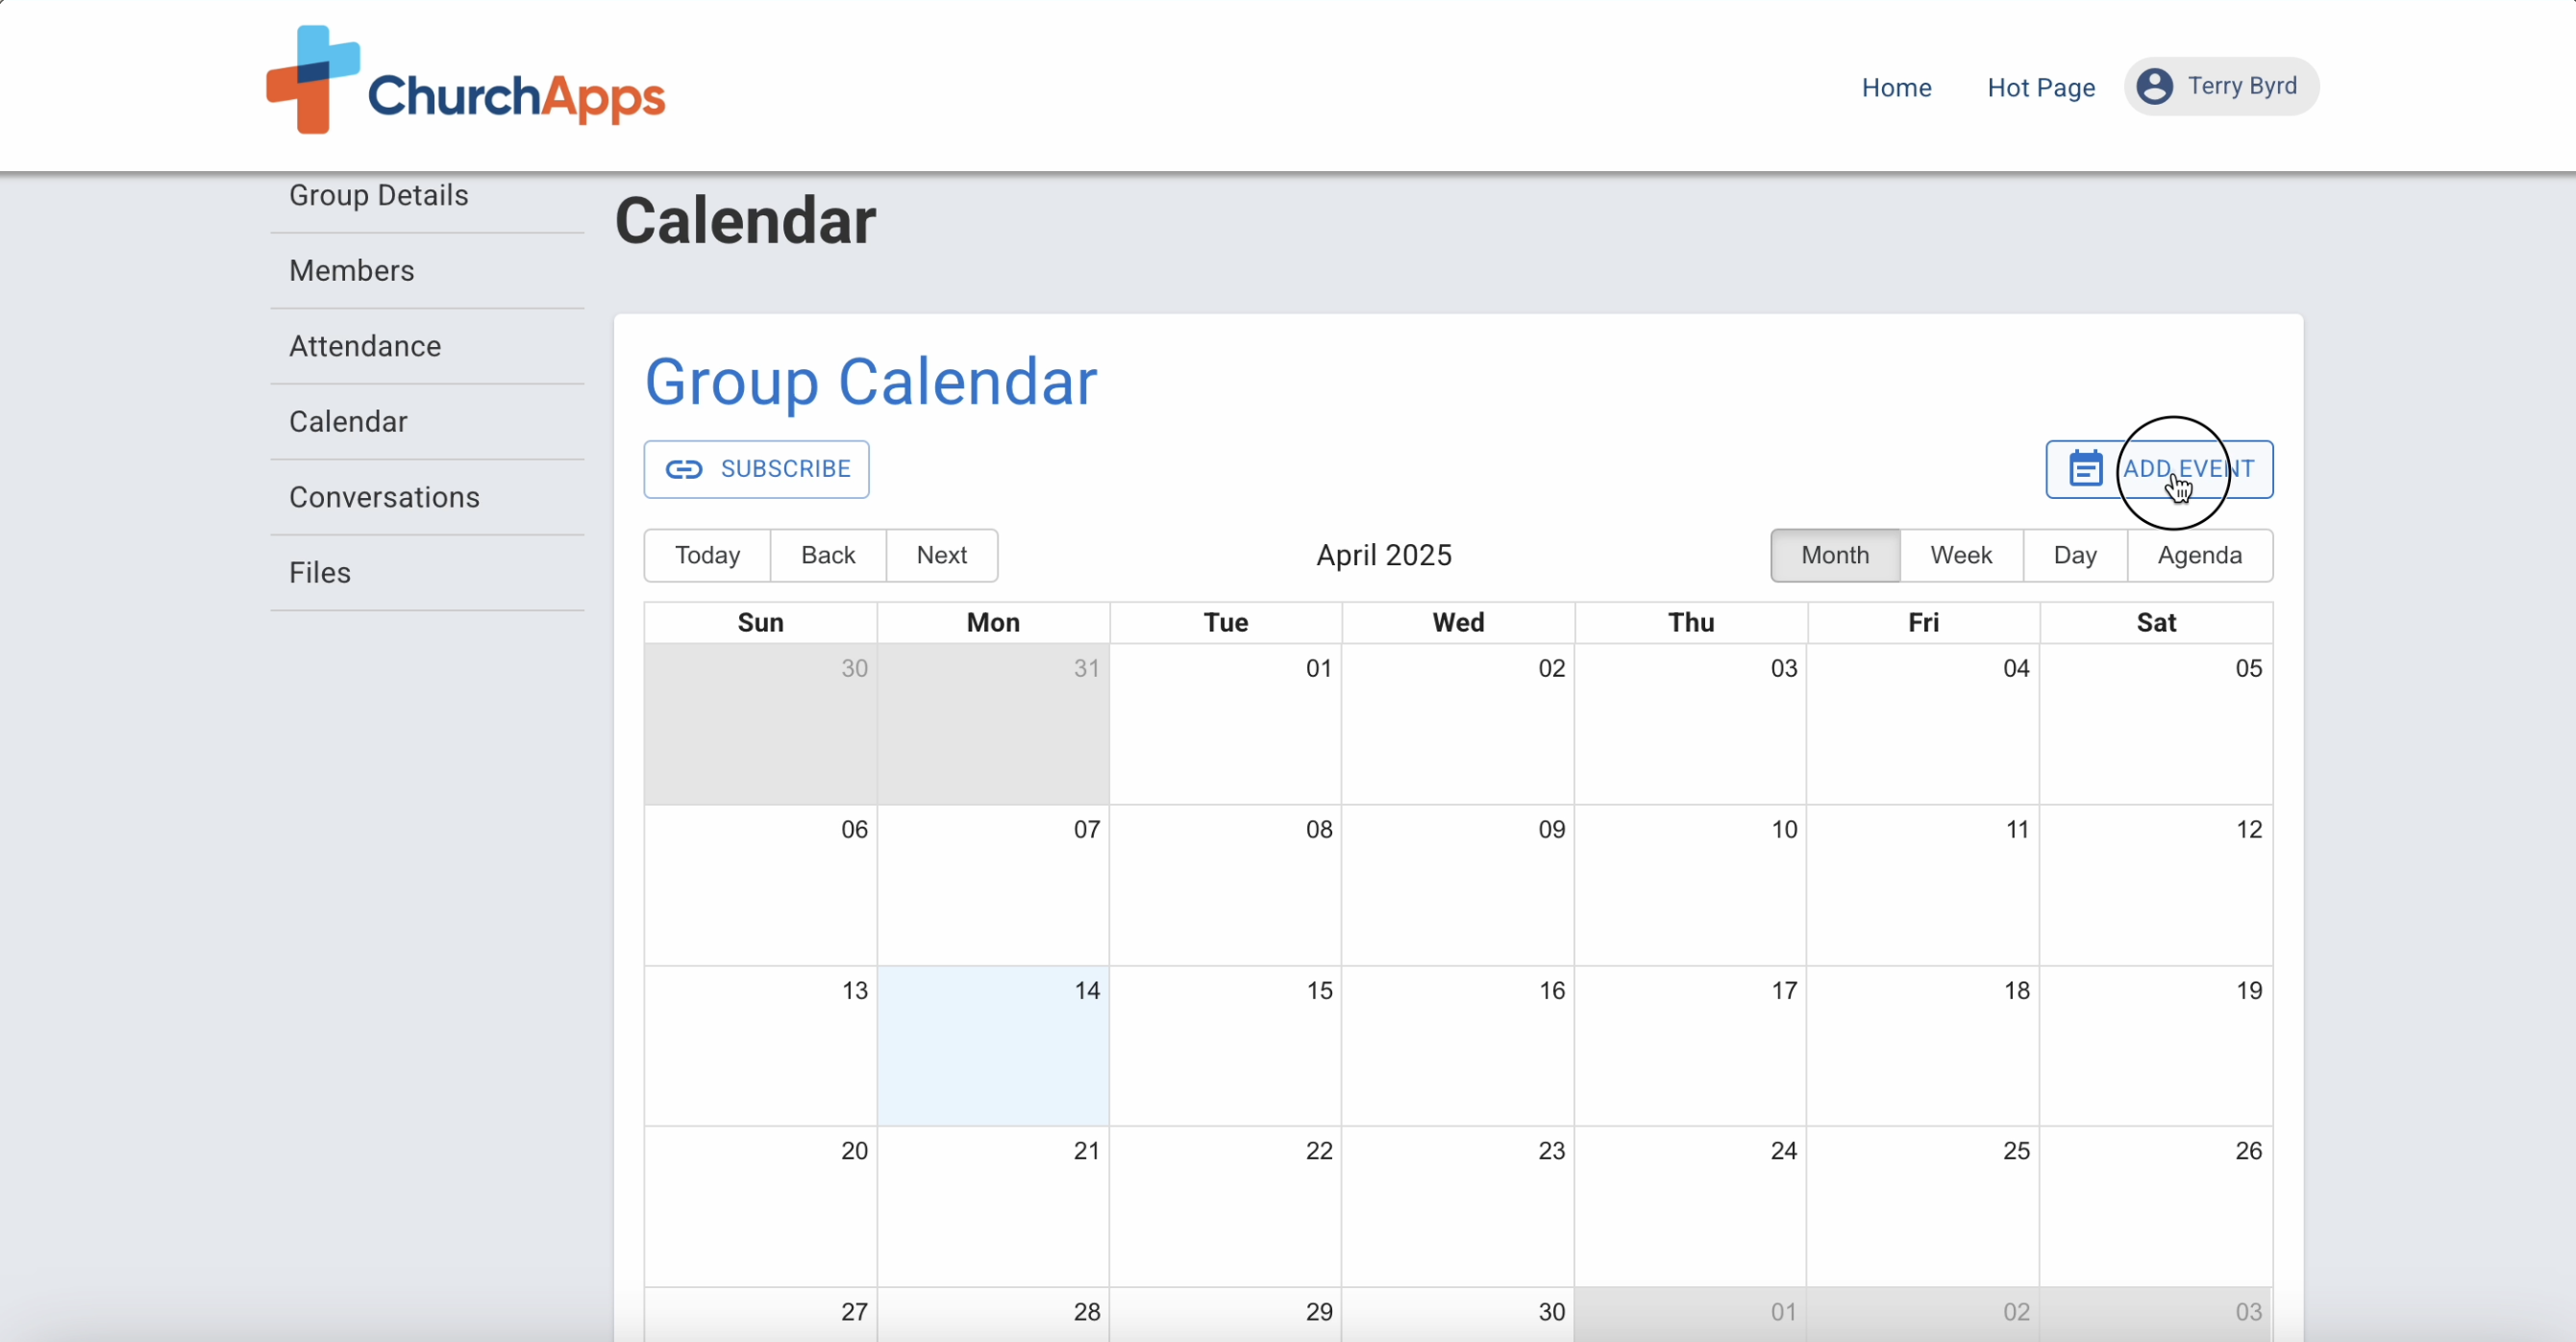 ChurchApps
Home Hot Page Terry Byrd
Group Details
Members
Attendance
Calendar
Conversations
Files
Calendar
Group Calendar
SUBSCRIBE ADD EVENT
Today Back Next April 2025 Month Week Day Agenda
Sun Mon Tue Wed Thu Fri Sat
30 31 01 02 03 04 05
06 07 08 09 10 11 12
13 14 15 16 17 18 19
20 21 22 23 24 25 26
27 28 29 30 01 02 03